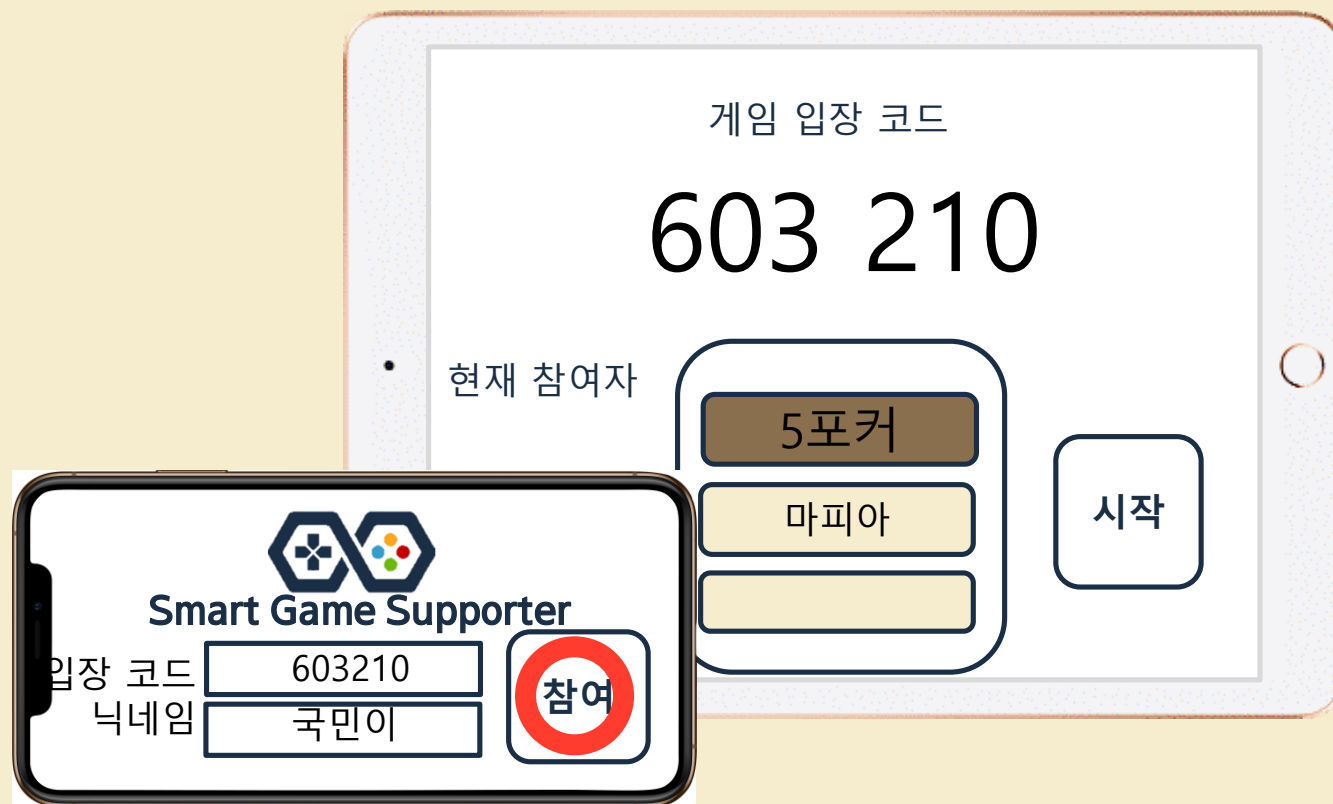 게임 입장 코드
603 210
현재 참여자
5포커
마피아
시작
Smart Game Supporter
입장 코드
603210
닉네임
국민이
참여